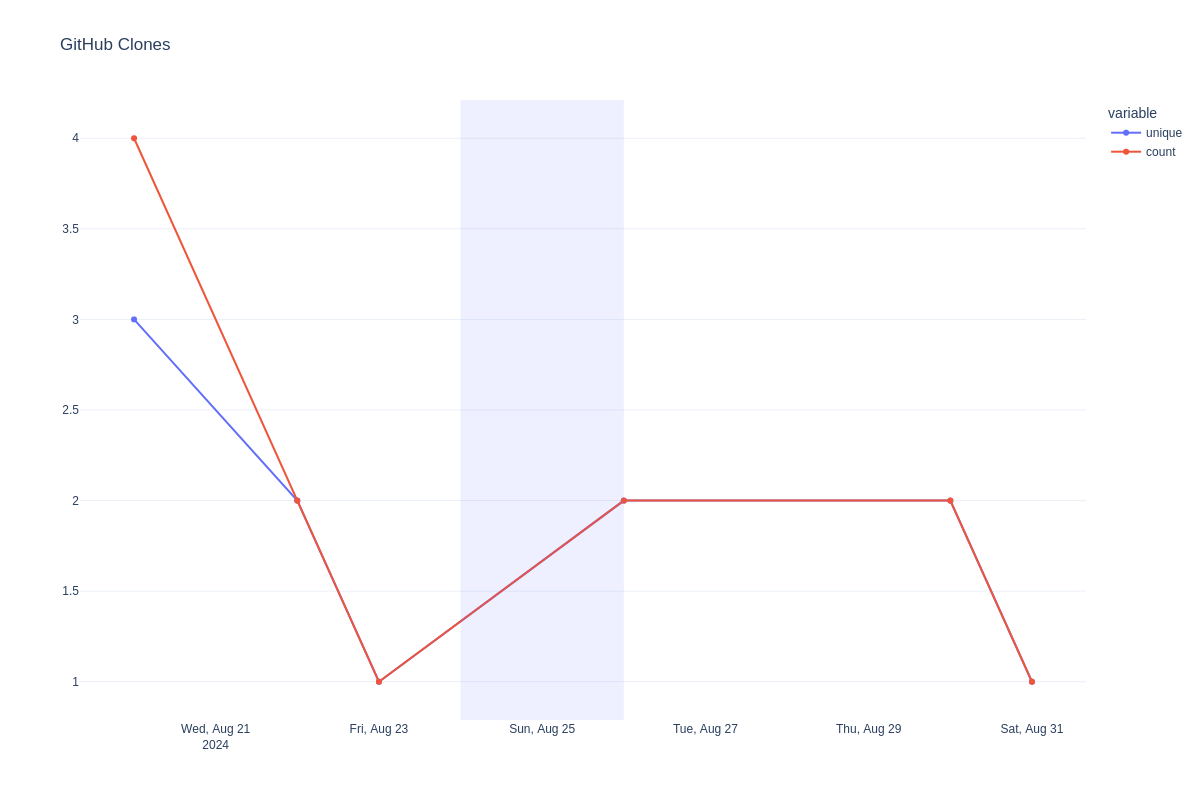 GitHub Clones
variable
unique
count
4
3.5
3
2.5
2
1.5
1
Wed, Aug 21
2024
Fri, Aug 23
Sun, Aug 25
Tue, Aug 27
Thu, Aug 29
Sat, Aug 31